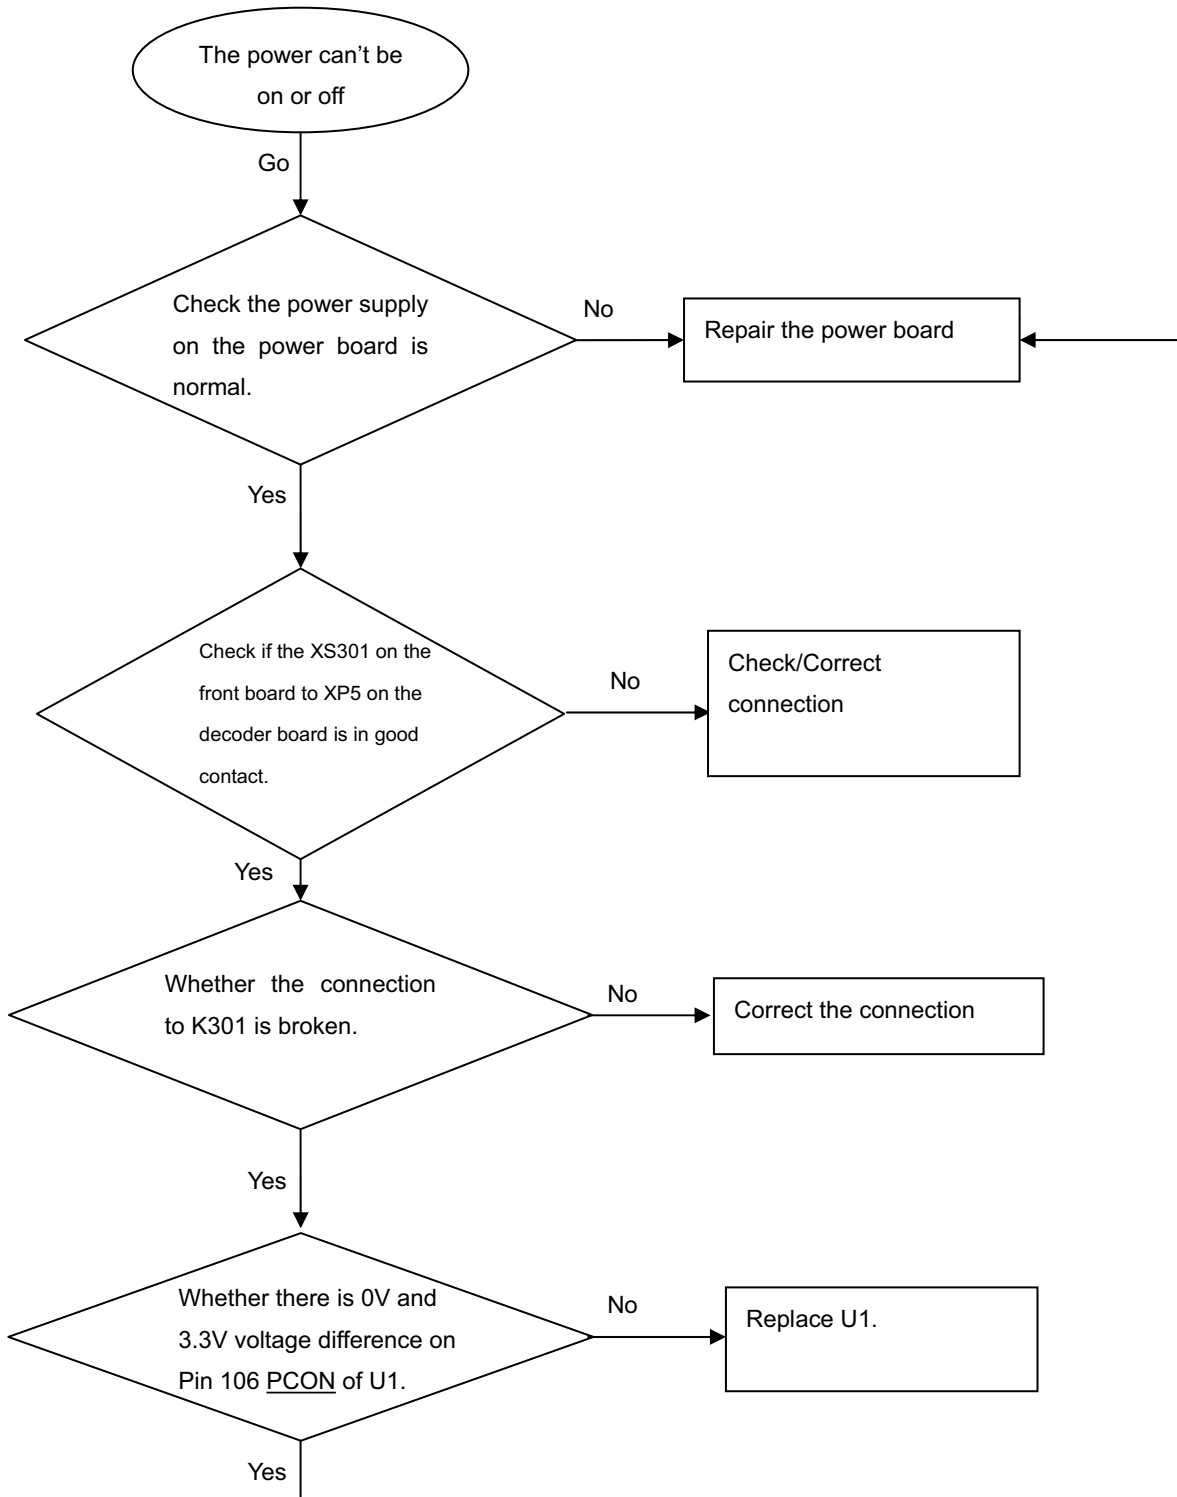 The power can't be
on or off
Go
Check the power supply
on the power board is
normal.
No
Repair the power board
Yes
Check if the XS301 on the
front board to XP5 on the
decoder board is in good
contact.
No
Check/Correct
connection
Yes
Whether the connection
to K301 is broken.
No
Correct the connection
Yes
Whether there is 0V and
3.3V voltage difference on
Pin 106 PCON of U1.
No
Replace U1.
Yes